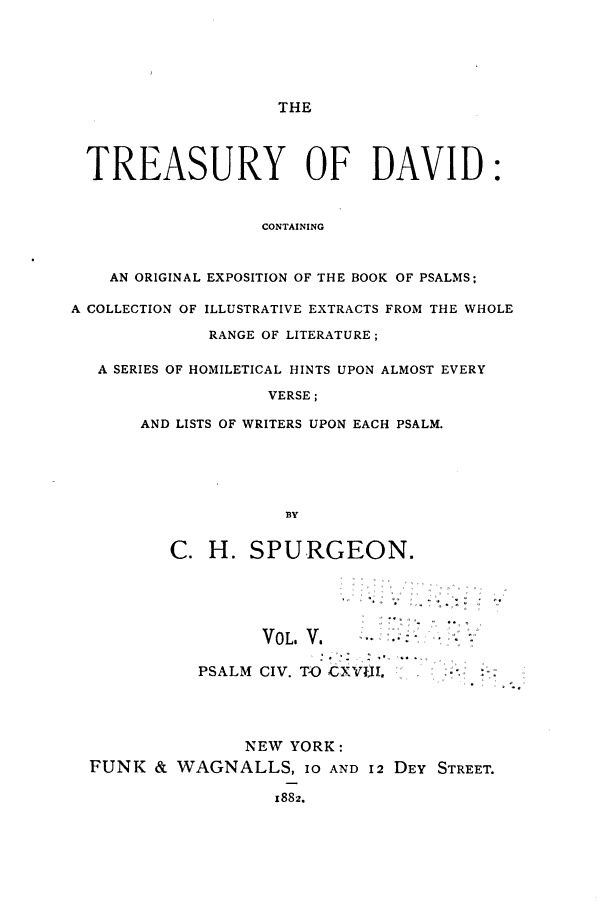 THE
TREASURY OF DAVID:
CONTAINING
AN ORIGINAL EXPOSITION OF THE BOOK OF PSALMS;
A COLLECTION OF ILLUSTRATIVE EXTRACTS FROM THE WHOLE
RANGE OF LITERATURE;
A SERIES OF HOMILETICAL HINTS UPON ALMOST EVERY
VERSE;
AND LISTS OF WRITERS UPON EACH PSALM.
BY
C. H. SPURGEON.
UNIVERSITY
LIBRARY
VOL. V.
PSALM CIV. TO CXVIII.
NEW YORK:
FUNK & WAGNALLS, 10 AND 12 DEY STREET.
1882.